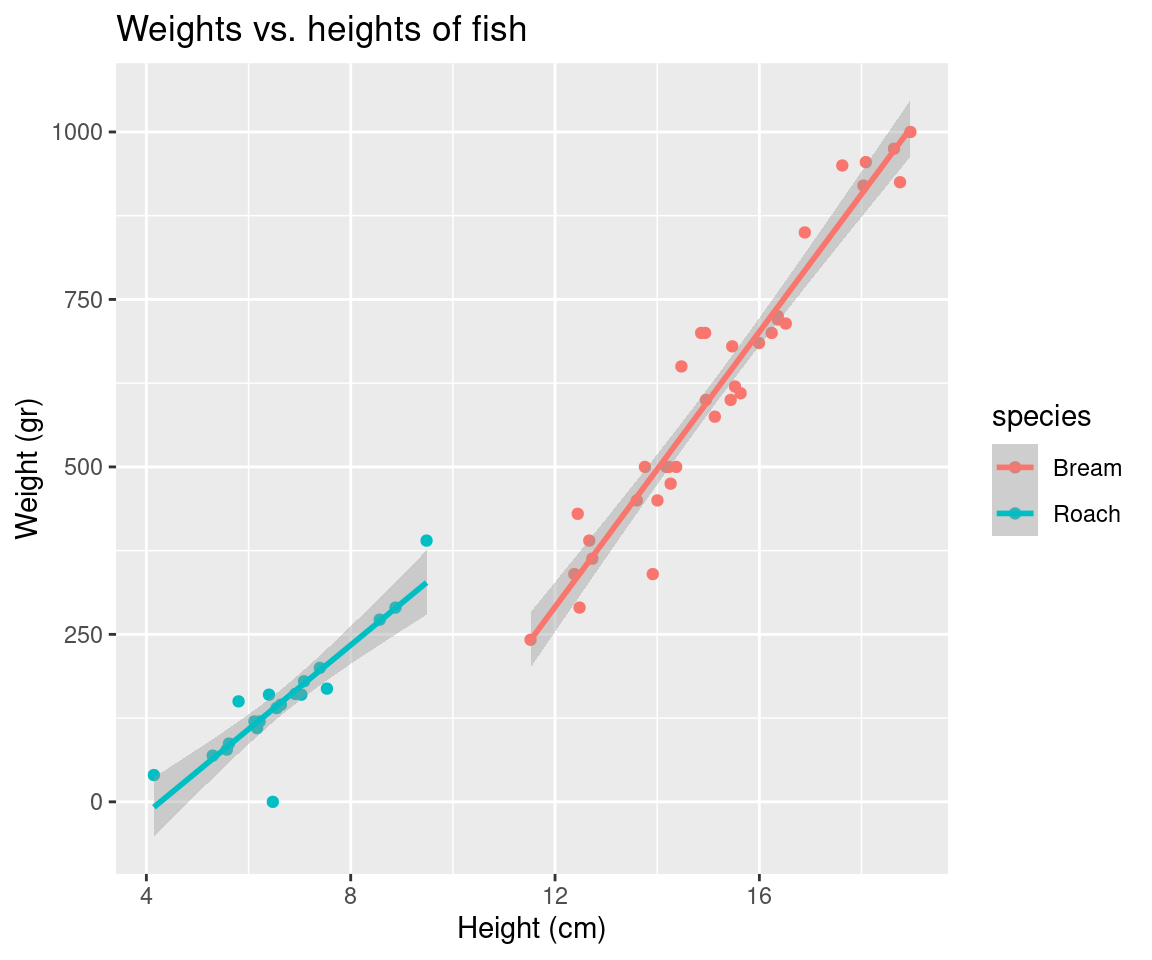 Weights vs. heights of fish
1000
750
500
250
0
Weight (gr)
4 8 12 16
Height (cm)
species
Bream
Roach